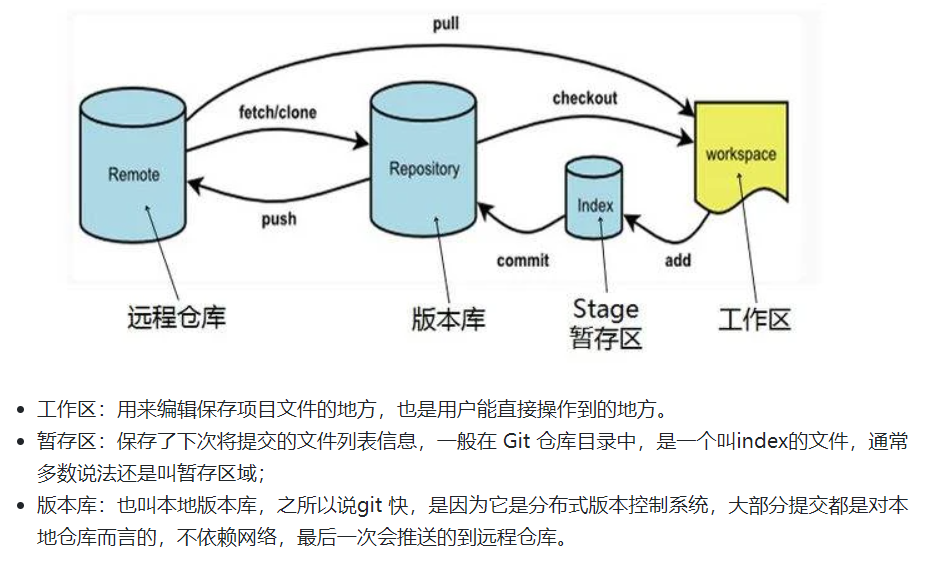 pull
fetch/clone
checkout
Remote
Repository
workspace
Index
push
commit
add
远程仓库
版本库
Stage
暂存区
工作区
工作区：用来编辑保存项目文件的地方，也是用户能直接操作到的地方。
暂存区：保存了下次将提交的文件列表信息，一般在 Git 仓库目录中，是一个叫index的文件，通常
多数说法还是叫暂存区域；
版本库：也叫本地版本库，之所以说git 快，是因为它是分布式版本控制系统，大部分提交都是对本
地仓库而言的，不依赖网络，最后一次会推送的到远程仓库。